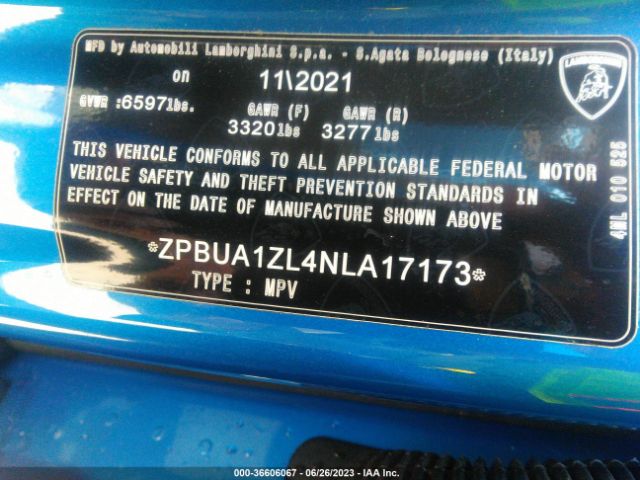 MFD by Automobili Lamborghini S.p.a. - S.Agata Bolognese (Italy)
on 11\2021
GVWR :6597lbs. GAWR (F) GAWR (R)
3320lbs 3277lbs
THIS VEHICLE CONFORMS TO ALL APPLICABLE FEDERAL MOTOR
VEHICLE SAFETY AND THEFT PREVENTION STANDARDS IN
EFFECT ON THE DATE OF MANUFACTURE SHOWN ABOVE
*ZPBUA1ZL4NLA17173*
TYPE : MPV
LAMBORGHINI
4ML 010 525
000-36606067 / 06/26/2023 - IAA Inc.